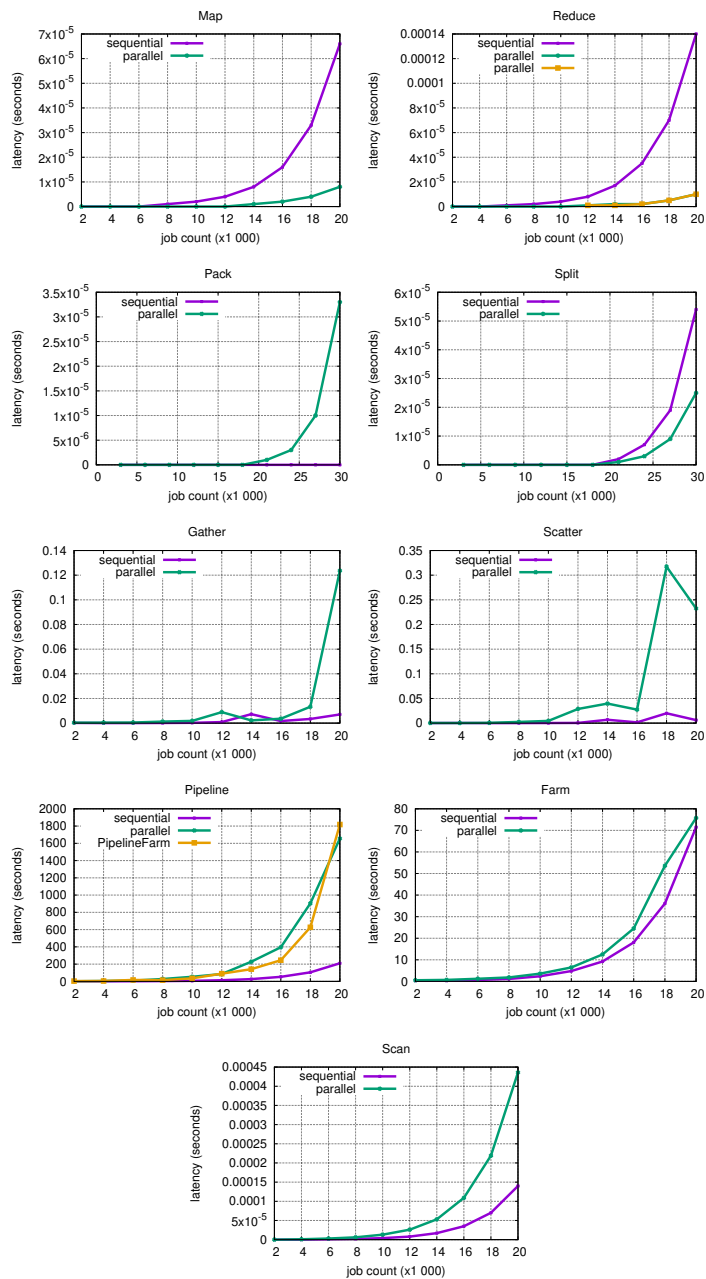 Map
7x10-5
6x10-5
5x10-5
4x10-5
3x10-5
2x10-5
1x10-5
0
sequential
parallel
latency (seconds)
2 4 6 8 10 12 14 16 18 20
job count (x1 000)
Reduce
0.00014
0.00012
0.0001
8x10-5
6x10-5
4x10-5
2x10-5
0
sequential
parallel
parallel
latency (seconds)
2 4 6 8 10 12 14 16 18 20
job count (x1 000)
Pack
3.5x10-5
3x10-5
2.5x10-5
2x10-5
1.5x10-5
1x10-5
5x10-6
0
sequential
parallel
latency (seconds)
0 5 10 15 20 25 30
job count (x1 000)
Split
6x10-5
5x10-5
4x10-5
3x10-5
2x10-5
1x10-5
0
sequential
parallel
latency (seconds)
0 5 10 15 20 25 30
job count (x1 000)
Gather
0.14
0.12
0.1
0.08
0.06
0.04
0.02
0
sequential
parallel
latency (seconds)
2 4 6 8 10 12 14 16 18 20
job count (x1 000)
Scatter
0.35
0.3
0.25
0.2
0.15
0.1
0.05
0
sequential
parallel
latency (seconds)
2 4 6 8 10 12 14 16 18 20
job count (x1 000)
Pipeline
2000
1800
1600
1400
1200
1000
800
600
400
200
0
sequential
parallel
PipelineFarm
latency (seconds)
2 4 6 8 10 12 14 16 18 20
job count (x1 000)
Farm
80
70
60
50
40
30
20
10
0
sequential
parallel
latency (seconds)
2 4 6 8 10 12 14 16 18 20
job count (x1 000)
Scan
0.00045
0.0004
0.00035
0.0003
0.00025
0.0002
0.00015
0.0001
5x10-5
0
sequential
parallel
latency (seconds)
2 4 6 8 10 12 14 16 18 20
job count (x1 000)